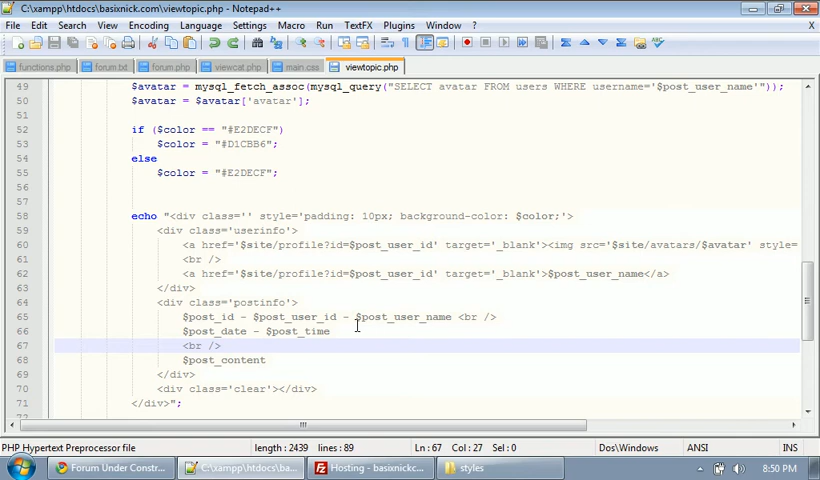 C:\xampp\htdocs\basixnick.com\viewtopic.php - Notepad++
File Edit Search View Encoding Language Settings Macro Run TextFX Plugins Window ? X
functions.php forum.txt forum.php viewcat.php main.css viewtopic.php
49 $avatar = mysql_fetch_assoc(mysql_query("SELECT avatar FROM users WHERE username='$post_user_name'"));
50 $avatar = $avatar['avatar'];
51
52 if ($color == "#E2DECF")
53 $color = "#D1CBB6";
54 else
55 $color = "#E2DECF";
56
57
58 echo "<div class='' style='padding: 10px; background-color: $color;'>
59 <div class='userinfo'>
60 <a href='$site/profile?id=$post_user_id' target='_blank'><img src='$site/avatars/$avatar' style=
61 <br />
62 <a href='$site/profile?id=$post_user_id' target='_blank'>$post_user_name</a>
63 </div>
64 <div class='postinfo'>
65 $post_id - $post_user_id - $post_user_name <br />
66 $post_date - $post_time
67 <br />
68 $post_content
69 </div>
70 <div class='clear'></div>
71 </div>";
PHP Hypertext Preprocessor file length : 2439 lines : 89 Ln : 67 Col : 27 Sel : 0 Dos\Windows ANSI INS
Forum Under Constr... C:\xampp\htdocs\ba... Hosting - basixnickc... styles 8:50 PM